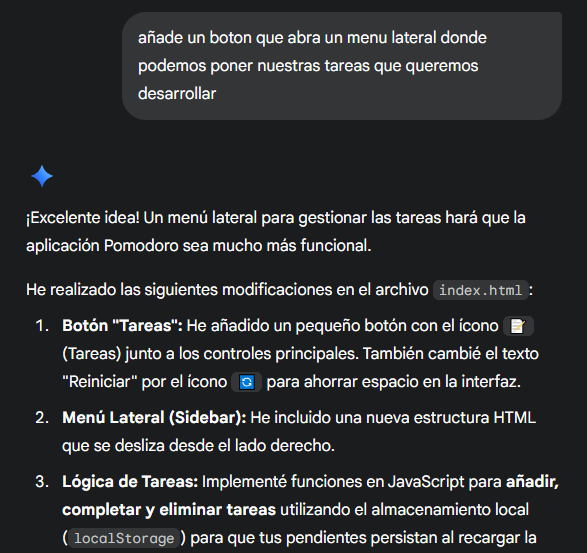 añade un boton que abra un menu lateral donde
podemos poner nuestras tareas que queremos
desarrollar
¡Excelente idea! Un menú lateral para gestionar las tareas hará que la
aplicación Pomodoro sea mucho más funcional.
He realizado las siguientes modificaciones en el archivo index.html:
1. Botón "Tareas": He añadido un pequeño botón con el ícono 📝
(Tareas) junto a los controles principales. También cambié el texto
"Reiniciar" por el ícono 🔄 para ahorrar espacio en la interfaz.
2. Menú Lateral (Sidebar): He incluido una nueva estructura HTML
que se desliza desde el lado derecho.
3. Lógica de Tareas: Implementé funciones en JavaScript para añadir,
completar y eliminar tareas utilizando el almacenamiento local
(localStorage) para que tus pendientes persistan al recargar la